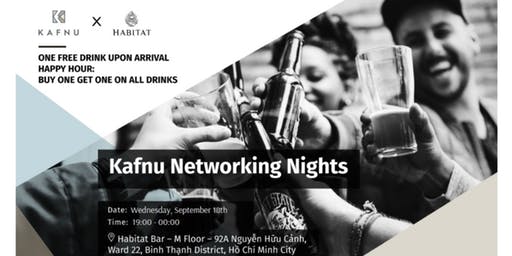 KAFNU X HABITAT
ONE FREE DRINK UPON ARRIVAL
HAPPY HOUR:
BUY ONE GET ONE ON ALL DRINKS
Kafnu Networking Nights
Date: Wednesday, September 18th
Time: 19:00 - 00:00
Habitat Bar – M Floor – 92A Nguyễn Hữu Cảnh,
Ward 22, Bình Thạnh District, Hồ Chí Minh City